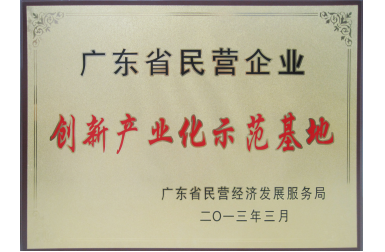 广东省民营企业
创新产业化示范基地
广东省民营经济发展服务局
二〇一三年三月